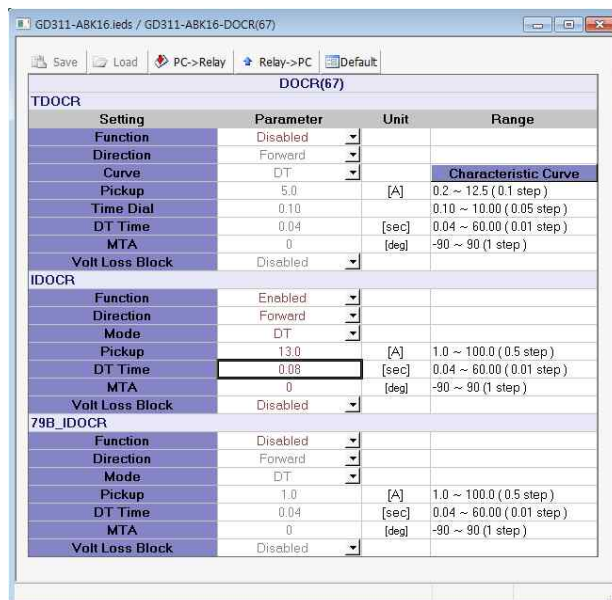 GD311-ABK16.ieds / GD311-ABK16-DOCR(67)
Save Load PC->Relay Relay->PC Default
DOCR(67)
TDOCR
Setting Parameter Unit Range
Function Disabled
Direction Forward
Curve DT Characteristic Curve
Pickup 5.0 [A] 0.2 ~ 12.5 ( 0.1 step )
Time Dial 0.10 0.10 ~ 10.00 ( 0.05 step )
DT Time 0.04 [sec] 0.04 ~ 60.00 ( 0.01 step )
MTA 0 [deg] -90 ~ 90 (1 step )
Volt Loss Block Disabled
IDOCR
Function Enabled
Direction Forward
Mode DT
Pickup 13.0 [A] 1.0 ~ 100.0 ( 0.5 step )
DT Time 0.08 [sec] 0.04 ~ 60.00 ( 0.01 step )
MTA 0 [deg] -90 ~ 90 (1 step )
Volt Loss Block Disabled
79B_IDOCR
Function Disabled
Direction Forward
Mode DT
Pickup 1.0 [A] 1.0 ~ 100.0 ( 0.5 step )
DT Time 0.04 [sec] 0.04 ~ 60.00 ( 0.01 step )
MTA 0 [deg] -90 ~ 90 (1 step )
Volt Loss Block Disabled